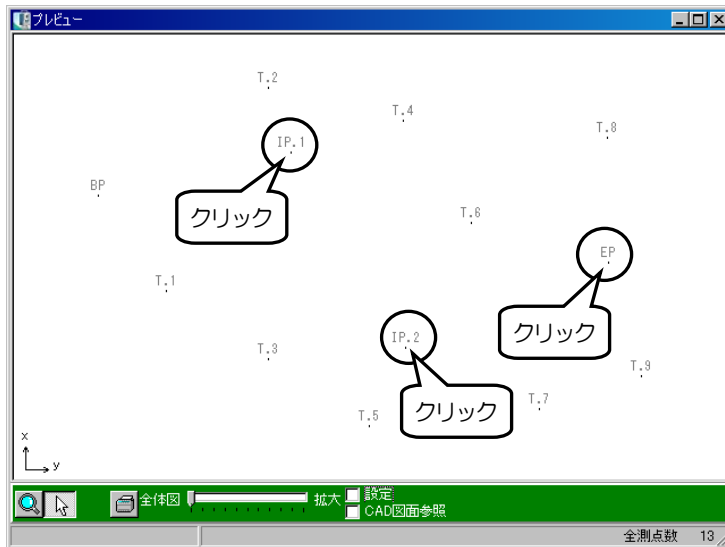 プレビュー
T.2
T.4
T.8
IP.1
BP
クリック
T.6
EP
T.1
クリック
IP.2
T.3
T.9
クリック
T.7
T.5
x
y
全体図 拡大 設定
CAD図面参照
全測点数 13